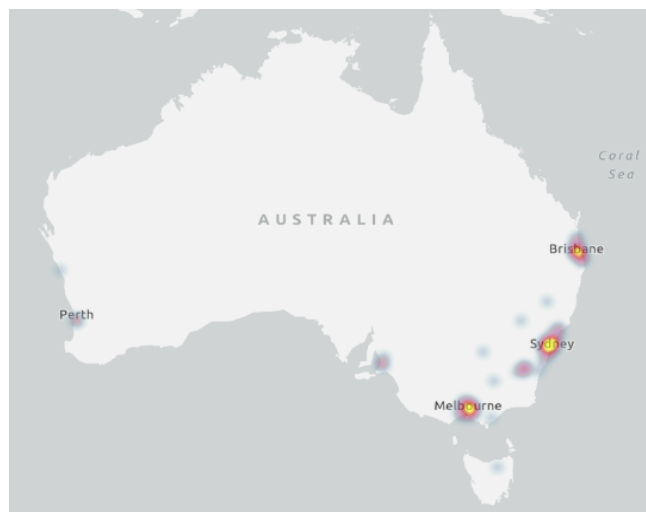 Coral
Sea
AUSTRALIA
Brisbane
Perth
Sydney
Melbourne